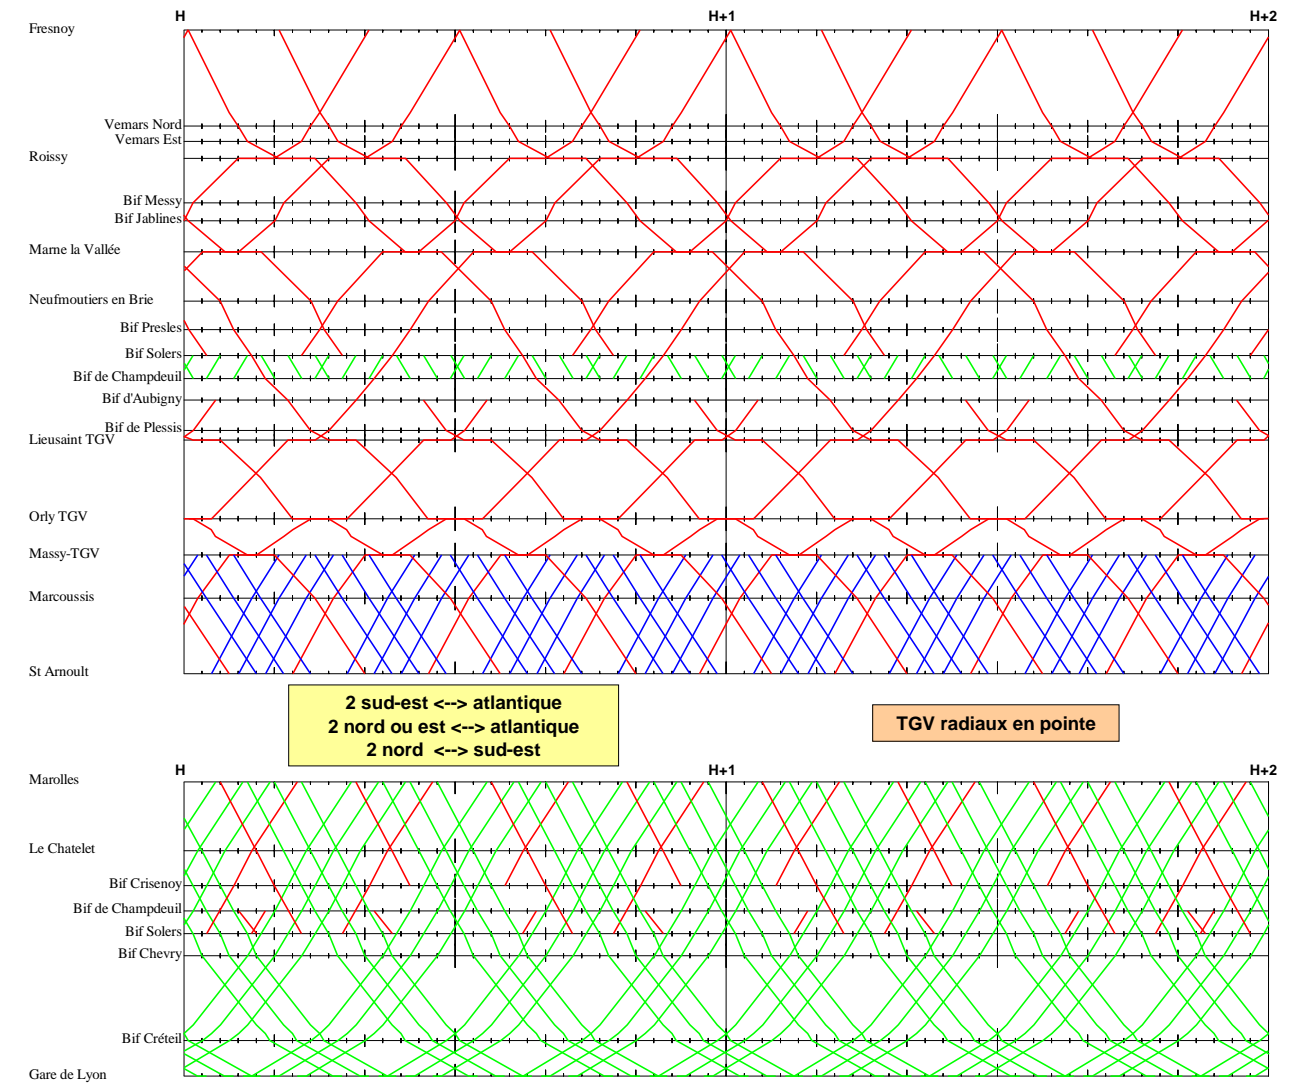 H H+1 H+2
Fresnoy
Vemars Nord
Vemars Est
Roissy
Bif Messy
Bif Jablines
Marne la Vallée
Neufmoutiers en Brie
Bif Presles
Bif Solers
Bif de Champdeuil
Bif d'Aubigny
Bif de Plessis
Lieusaint TGV
Orly TGV
Massy-TGV
Marcoussis
St Arnoult
2 sud-est <--> atlantique
2 nord ou est <--> atlantique
2 nord <--> sud-est
TGV radiaux en pointe
H H+1 H+2
Marolles
Le Chatelet
Bif Crisenoy
Bif de Champdeuil
Bif Solers
Bif Chevry
Bif Créteil
Gare de Lyon